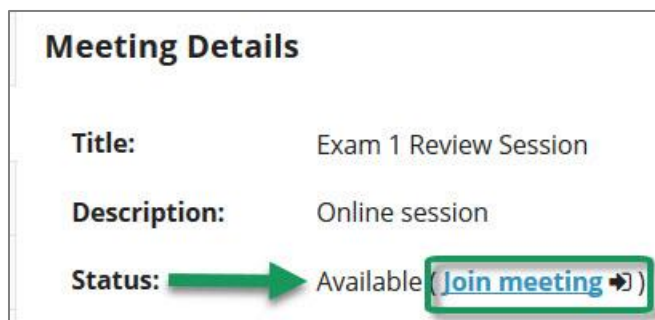 Meeting Details
Title: Exam 1 Review Session
Description: Online session
Status: Available (Join meeting )